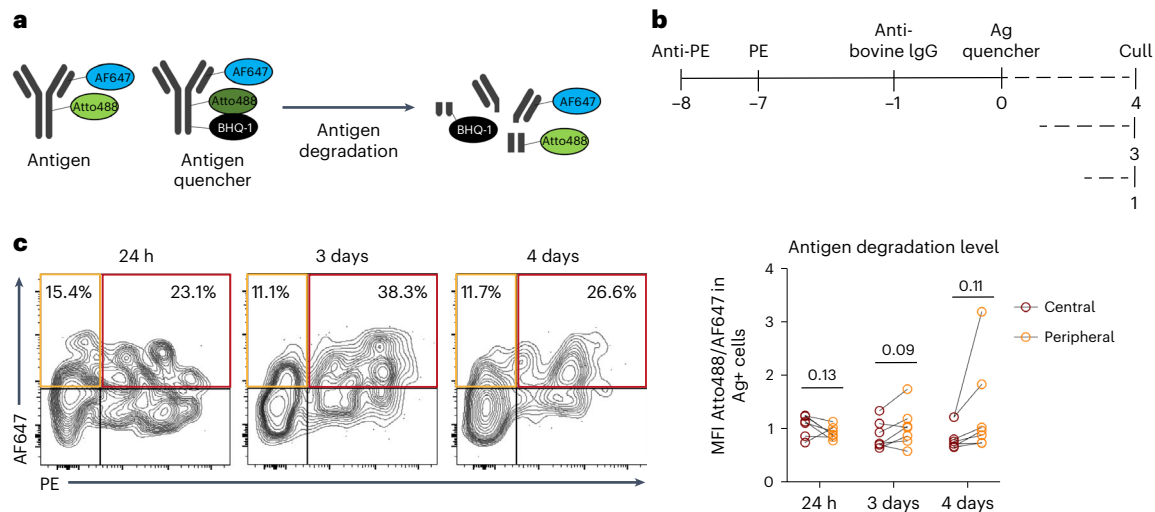 a
AF647
Atto488
Antigen
AF647
Atto488
BHQ-1
Antigen
quencher
Antigen
degradation
BHQ-1
AF647
Atto488
b
Anti-PE
PE
Anti-
bovine IgG
Ag
quencher
Cull
−8
−7
−1
0
4
3
1
c
24 h
3 days
4 days
15.4%
23.1%
11.1%
38.3%
11.7%
26.6%
AF647
PE
Antigen degradation level
MFI Atto488/AF647 in
Ag+ cells
4
3
2
1
0
0.13
0.09
0.11
24 h
3 days
4 days
Central
Peripheral